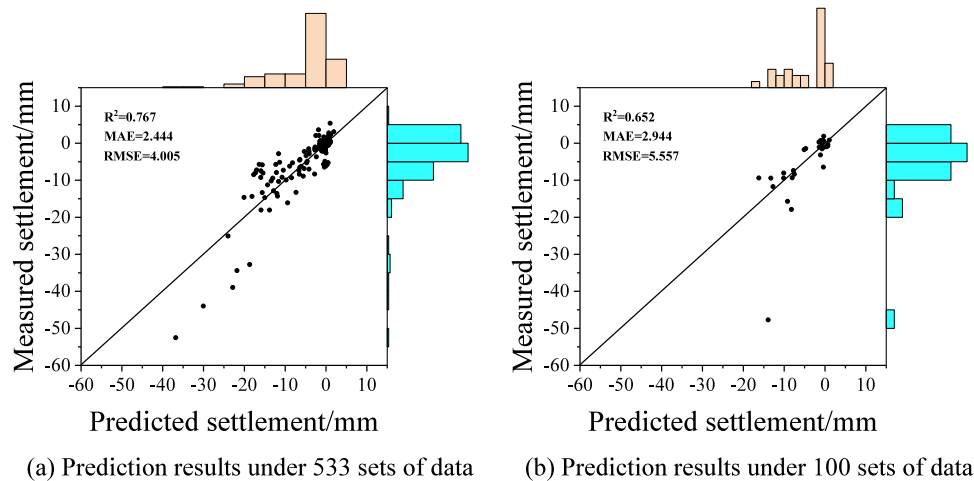 R²=0.767
MAE=2.444
RMSE=4.005
10
0
-10
-20
-30
-40
-50
-60
-60 -50 -40 -30 -20 -10 0 10
Measured settlement/mm
Predicted settlement/mm
(a) Prediction results under 533 sets of data
R²=0.652
MAE=2.944
RMSE=5.557
10
0
-10
-20
-30
-40
-50
-60
-60 -50 -40 -30 -20 -10 0 10
Measured settlement/mm
Predicted settlement/mm
(b) Prediction results under 100 sets of data